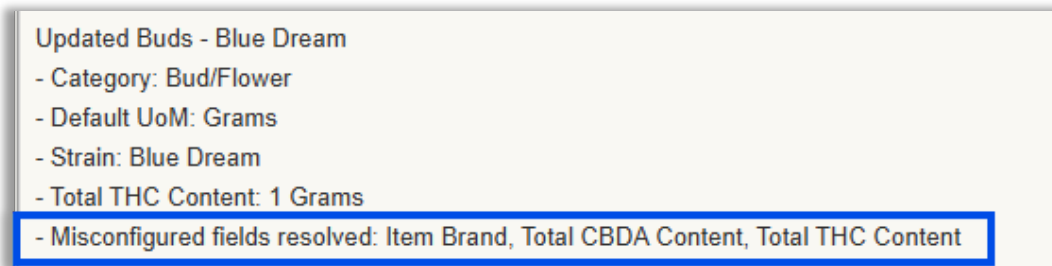 Updated Buds - Blue Dream
- Category: Bud/Flower
- Default UoM: Grams
- Strain: Blue Dream
- Total THC Content: 1 Grams
- Misconfigured fields resolved: Item Brand, Total CBDA Content, Total THC Content